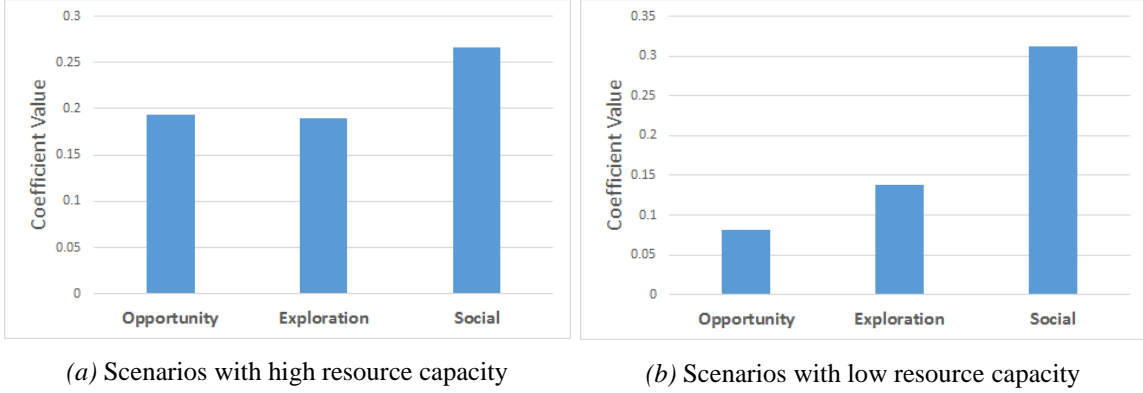 0.3
0.25
0.2
0.15
0.1
0.05
0
Coefficient Value
Opportunity Exploration Social
(a) Scenarios with high resource capacity
0.35
0.3
0.25
0.2
0.15
0.1
0.05
0
Coefficient Value
Opportunity Exploration Social
(b) Scenarios with low resource capacity